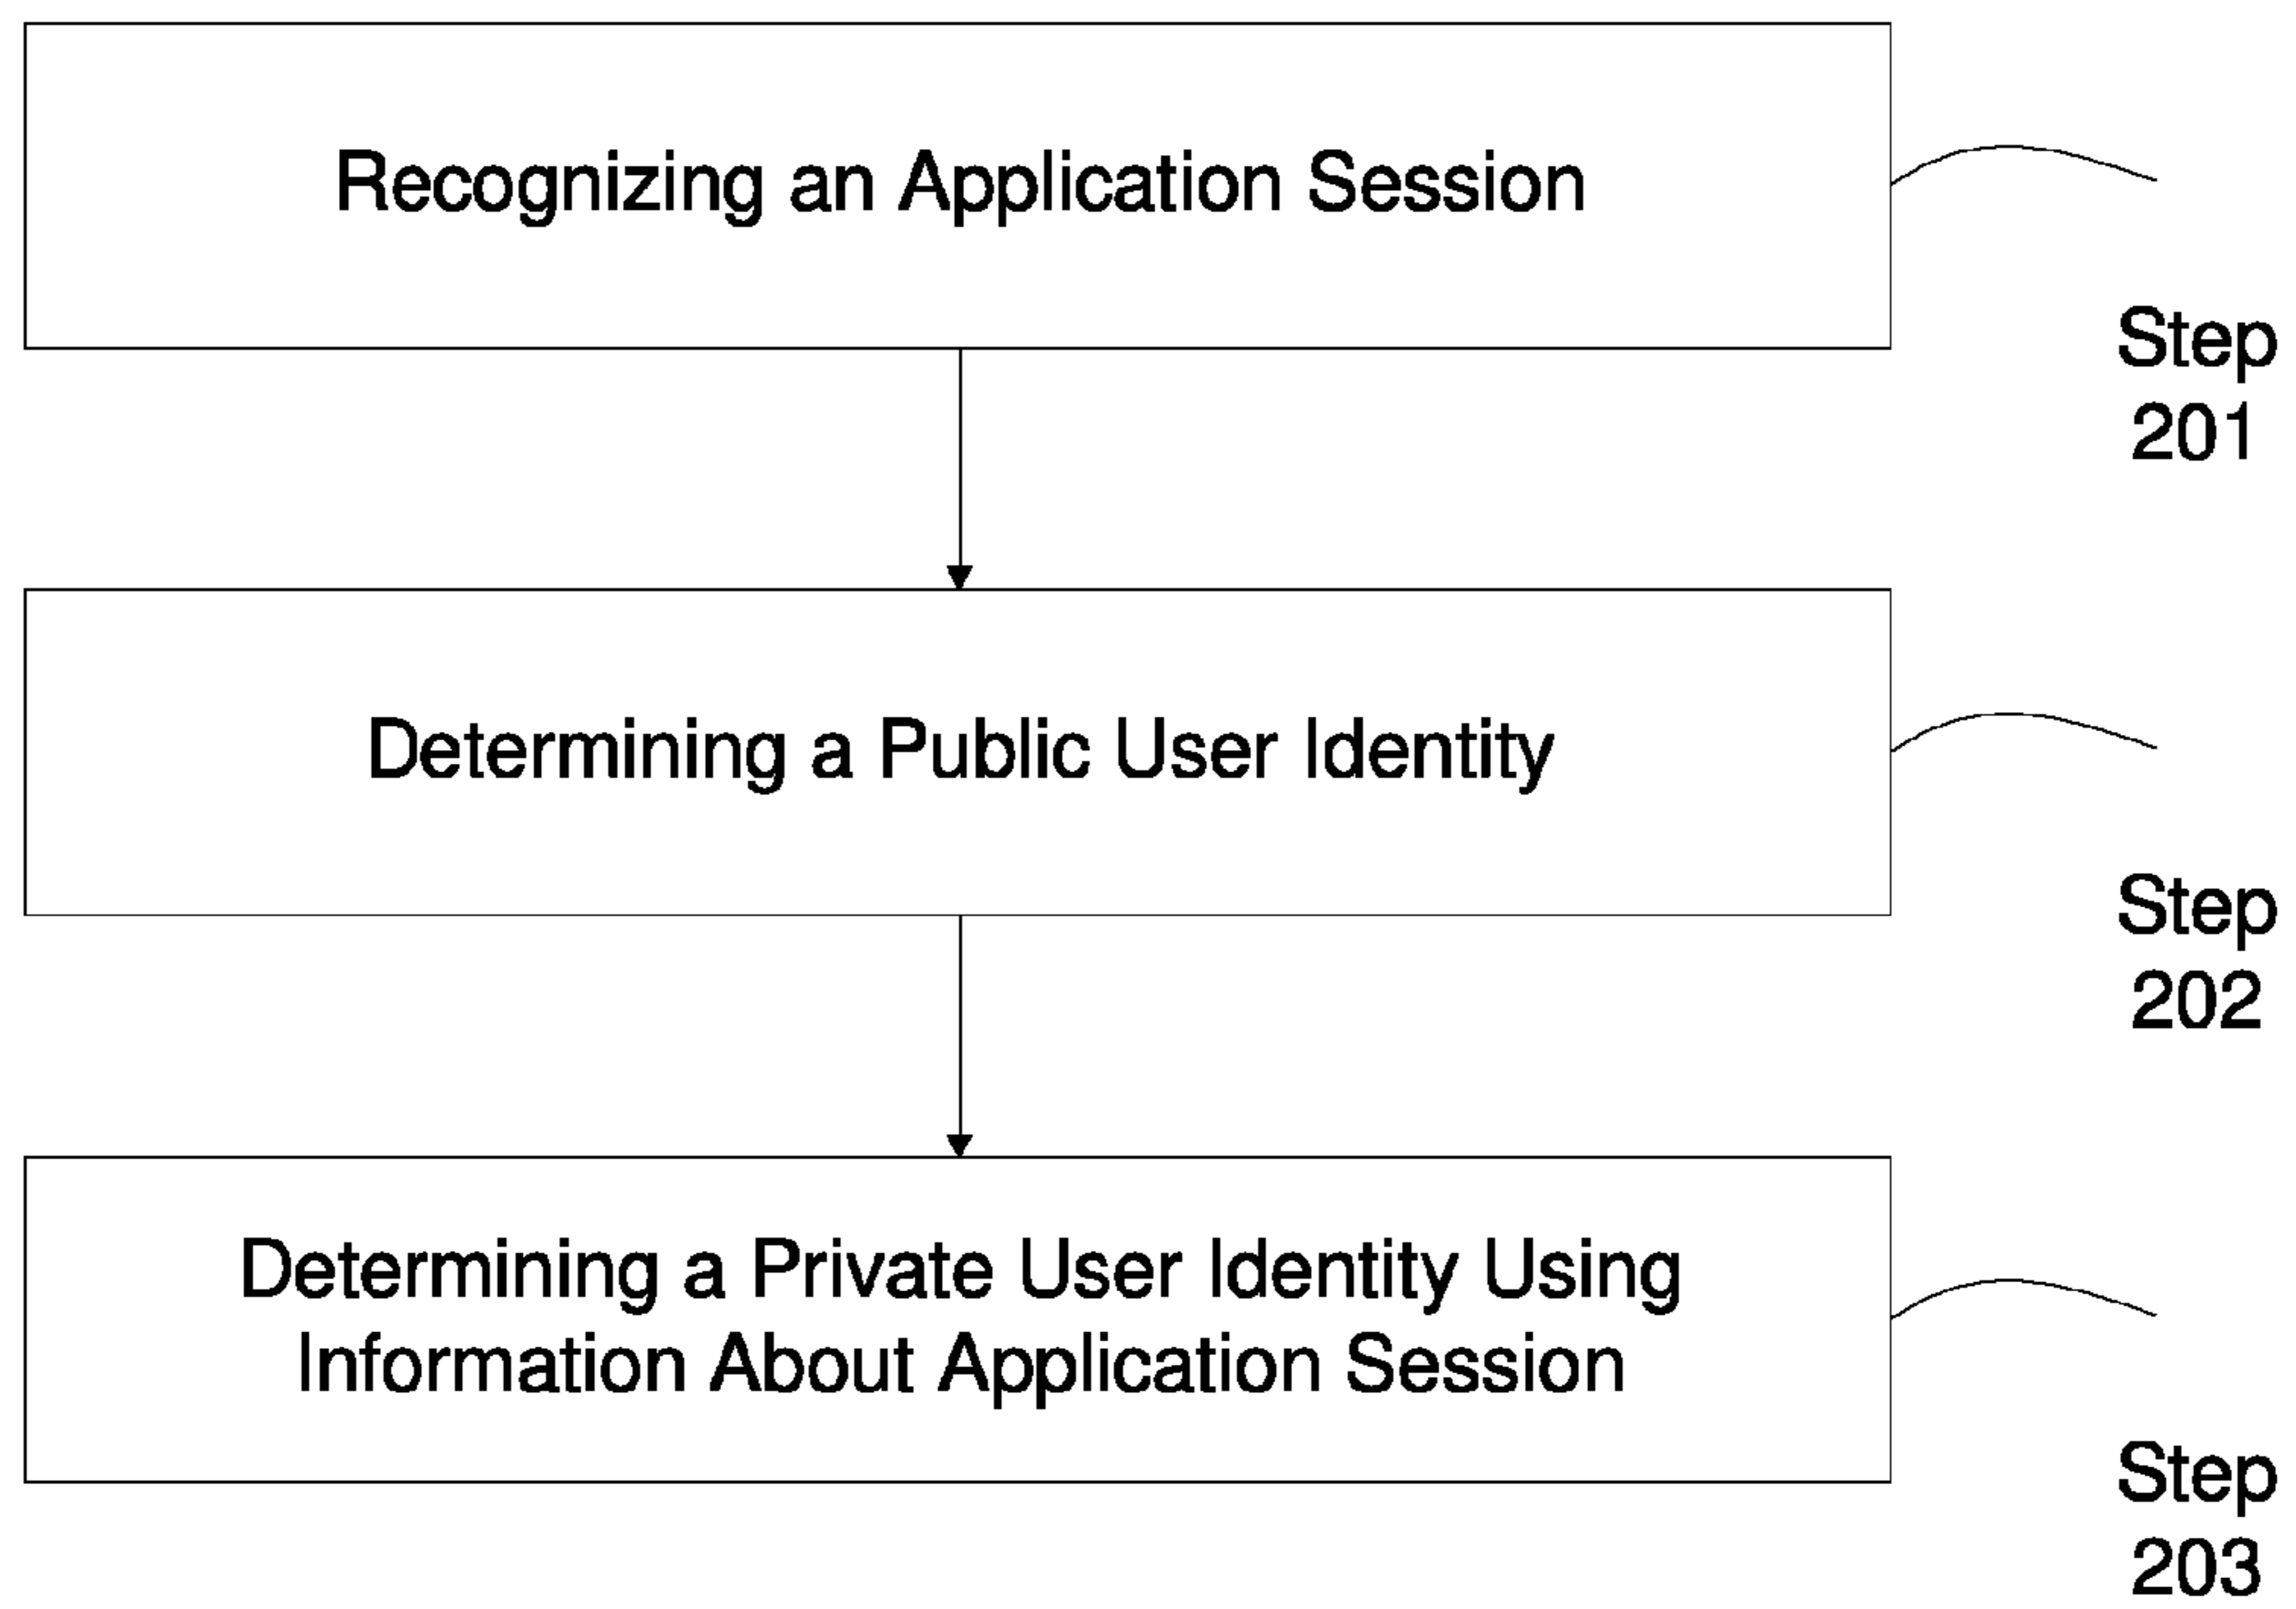 Recognizing an Application Session
Step
201
Determining a Public User Identity
Step
202
Determining a Private User Identity Using
Information About Application Session
Step
203